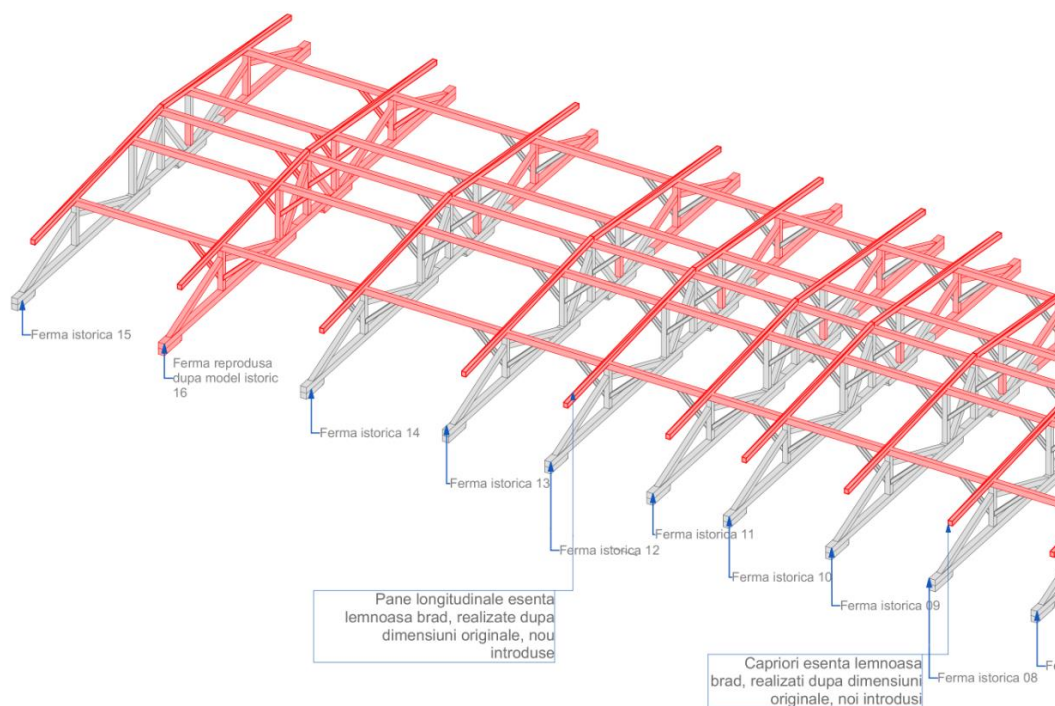 Ferma istorica 15
Ferma reprodusa
dupa model istoric
16
Ferma istorica 14
Ferma istorica 13
Ferma istorica 12
Ferma istorica 11
Ferma istorica 10
Ferma istorica 09
Ferma istorica 08
Pane longitudinale esenta
lemnoasa brad, realizate dupa
dimensiuni originale, nou
introduse
Capriori esenta lemnoasa
brad, realizati dupa dimensiuni
originale, noi introdusi